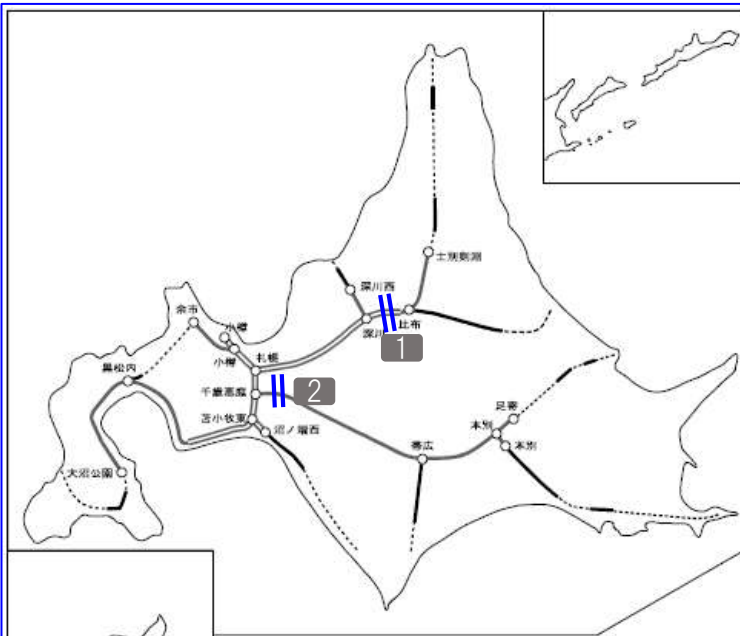 士別剣淵
深川西
余市
小樽
深川
比布
1
小樽
札幌
黒松内
千歳恵庭
2
足寄
苫小牧東
本別
沼ノ端西
本別
帯広
大沼公園